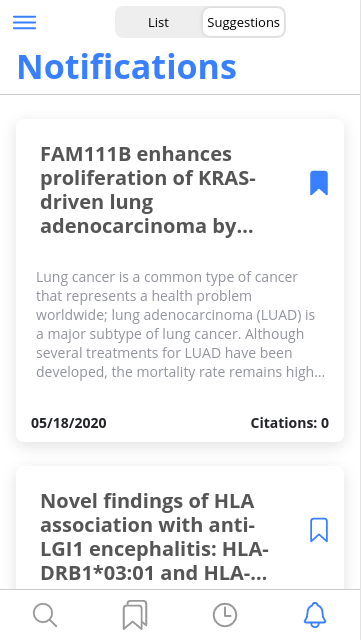 List Suggestions
Notifications
FAM111B enhances
proliferation of KRAS-
driven lung
adenocarcinoma by...
Lung cancer is a common type of cancer
that represents a health problem
worldwide; lung adenocarcinoma (LUAD) is
a major subtype of lung cancer. Although
several treatments for LUAD have been
developed, the mortality rate remains high...
05/18/2020 Citations: 0
Novel findings of HLA
association with anti-
LGI1 encephalitis: HLA-
DRB1*03:01 and HLA-...